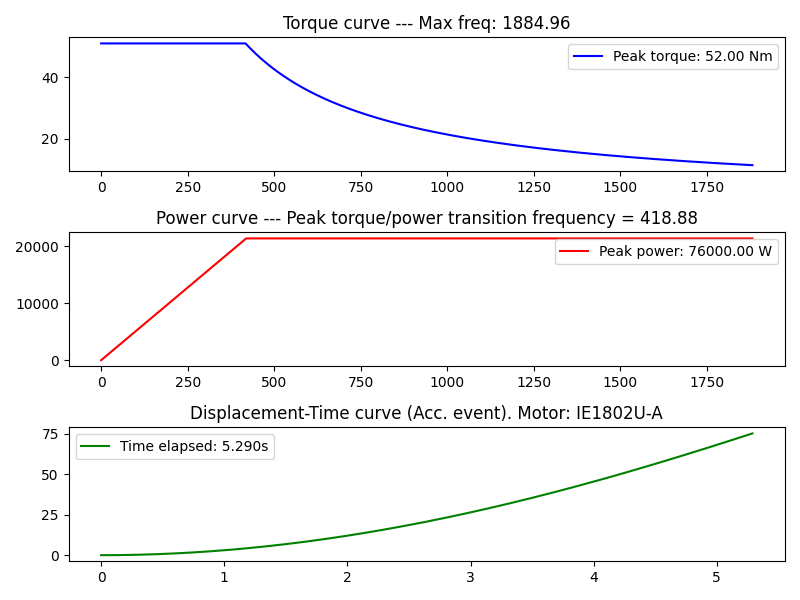 Torque curve --- Max freq: 1884.96
Peak torque: 52.00 Nm
40
20
0 250 500 750 1000 1250 1500 1750
Power curve --- Peak torque/power transition frequency = 418.88
Peak power: 76000.00 W
20000
10000
0
0 250 500 750 1000 1250 1500 1750
Displacement-Time curve (Acc. event). Motor: IE1802U-A
Time elapsed: 5.290s
75
50
25
0
0 1 2 3 4 5